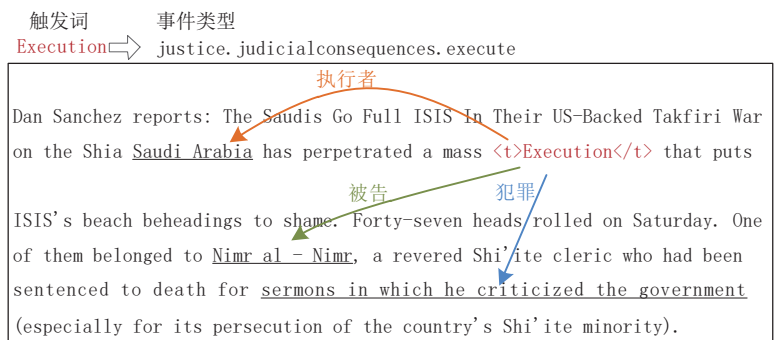 触发词 事件类型
Execution justice.judicialconsequences.execute
执行者
Dan Sanchez reports: The Saudis Go Full ISIS In Their US-Backed Takfiri War
on the Shia Saudi Arabia has perpetrated a mass <t>Execution</t> that puts
被告 犯罪
ISIS's beach beheadings to shame. Forty-seven heads rolled on Saturday. One
of them belonged to Nimr al - Nimr, a revered Shi'ite cleric who had been
sentenced to death for sermons in which he criticized the government
(especially for its persecution of the country's Shi'ite minority).